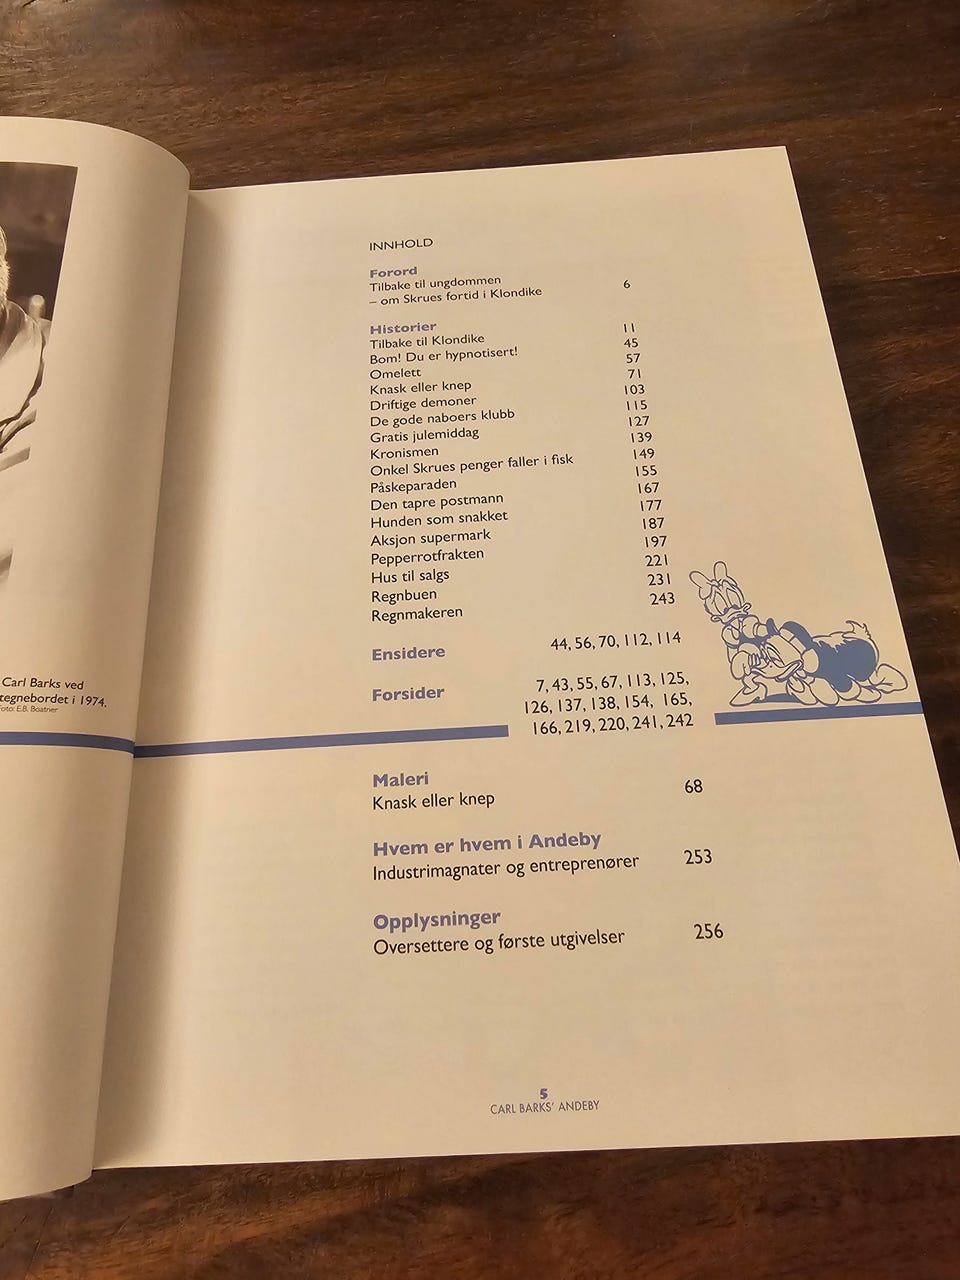 Carl Barks ved
tegnebordet i 1974.
Foto: E.B. Boatner
INNHOLD
Forord
Tilbake til ungdommen
– om Skrues fortid i Klondike 6
Historier
Tilbake til Klondike 11
Bom! Du er hypnotisert! 45
Omelett 57
Knask eller knep 71
Driftige demoner 103
De gode naboers klubb 115
Gratis julemiddag 127
Kronismen 139
Onkel Skrues penger faller i fisk 149
Påskeparaden 155
Den tapre postmann 167
Hunden som snakket 177
Aksjon supermark 187
Pepperrotfrakten 197
Hus til salgs 221
Regnbuen 231
Regnmakeren 243
Ensidere 44, 56, 70, 112, 114
Forsider 7, 43, 55, 67, 113, 125,
126, 137, 138, 154, 165,
166, 219, 220, 241, 242
Maleri
Knask eller knep 68
Hvem er hvem i Andeby
Industrimagnater og entreprenører 253
Opplysninger
Oversettere og første utgivelser 256
5
CARL BARKS' ANDEBY